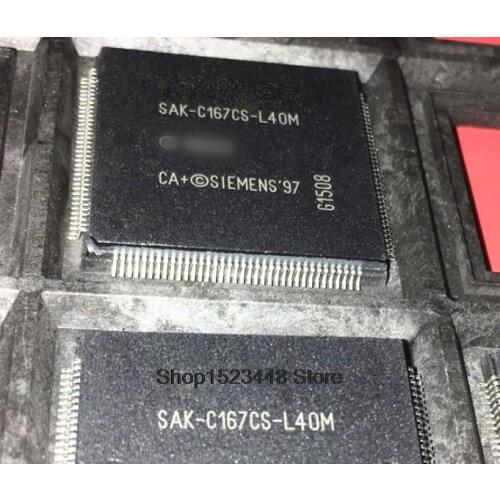 SAK-C167CS-L40M
CA+©SIEMENS'97
G1508
Shop1523448 Store
SAK-C167CS-L40M